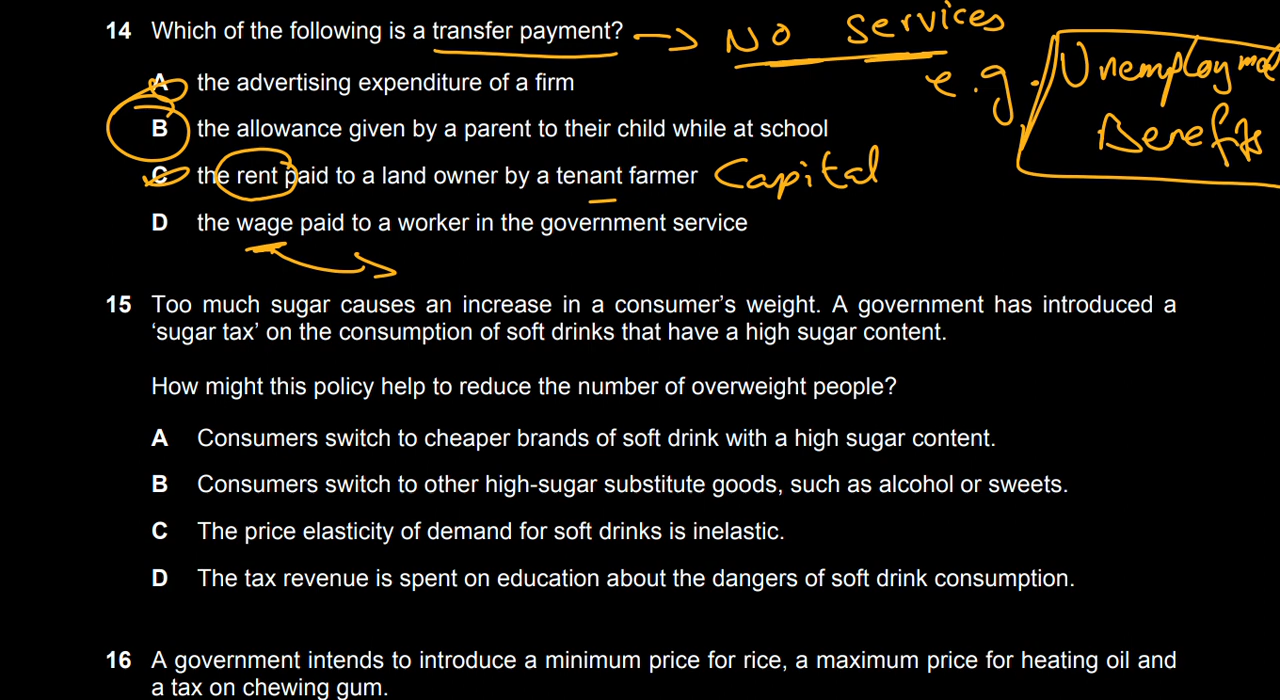 14 Which of the following is a transfer payment? No Services
e.g. Unemployme
Benefits
A the advertising expenditure of a firm
B the allowance given by a parent to their child while at school
C the rent paid to a land owner by a tenant farmer Capital
D the wage paid to a worker in the government service
15 Too much sugar causes an increase in a consumer’s weight. A government has introduced a
‘sugar tax’ on the consumption of soft drinks that have a high sugar content.
How might this policy help to reduce the number of overweight people?
A Consumers switch to cheaper brands of soft drink with a high sugar content.
B Consumers switch to other high-sugar substitute goods, such as alcohol or sweets.
C The price elasticity of demand for soft drinks is inelastic.
D The tax revenue is spent on education about the dangers of soft drink consumption.
16 A government intends to introduce a minimum price for rice, a maximum price for heating oil and
a tax on chewing gum.